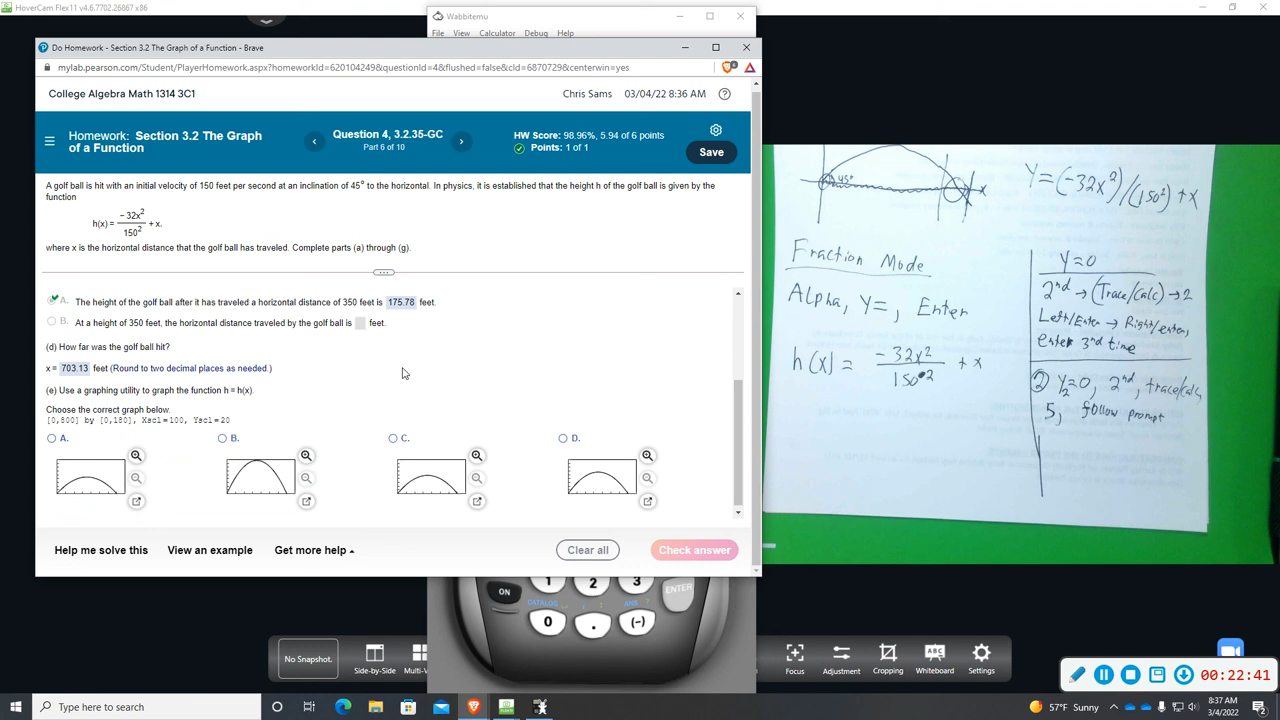 HoverCam Flex11 v4.6.7702.26867 x86
Wabbitemu
File View Calculator Debug Help
Do Homework - Section 3.2 The Graph of a Function - Brave
mylab.pearson.com/Student/PlayerHomework.aspx?homeworkId=620104249&questionId=4&flushed=false&cId=6870729&centerwin=yes
College Algebra Math 1314 3C1
Chris Sams 03/04/22 8:36 AM
Homework: Section 3.2 The Graph of a Function
Question 4, 3.2.35-GC
Part 6 of 10
HW Score: 98.96%, 5.94 of 6 points
Points: 1 of 1
Save
A golf ball is hit with an initial velocity of 150 feet per second at an inclination of 45° to the horizontal. In physics, it is established that the height h of the golf ball is given by the
function
h(x) = −32x²/150² + x.
where x is the horizontal distance that the golf ball has traveled. Complete parts (a) through (g).
A. The height of the golf ball after it has traveled a horizontal distance of 350 feet is 175.78 feet.
B. At a height of 350 feet, the horizontal distance traveled by the golf ball is feet.
(d) How far was the golf ball hit?
x = 703.13 feet (Round to two decimal places as needed.)
(e) Use a graphing utility to graph the function h = h(x).
Choose the correct graph below.
[0,800] by [0,180], Xscl=100, Yscl=20
A. B. C. D.
Help me solve this View an example Get more help Clear all Check answer
45°
x
Y=(-32x²)/(150²)+x
Fraction Mode
Alpha, Y=, Enter
h(x) = -32x²/150^2 + x
Y=0
2nd → (Trace/Calc) → 2
Left/Enter → Right/enter,
enter 3rd time
② Y₂=0, 2nd, trace/calc,
5, follow prompt
ON 1 2 3 ENTER
DATALOG ANS ?
0 . (−)
No Snapshot. Side-by-Side Focus Adjustment Cropping Whiteboard Settings
00:22:41
Type here to search
57°F Sunny
8:37 AM
3/4/2022
2